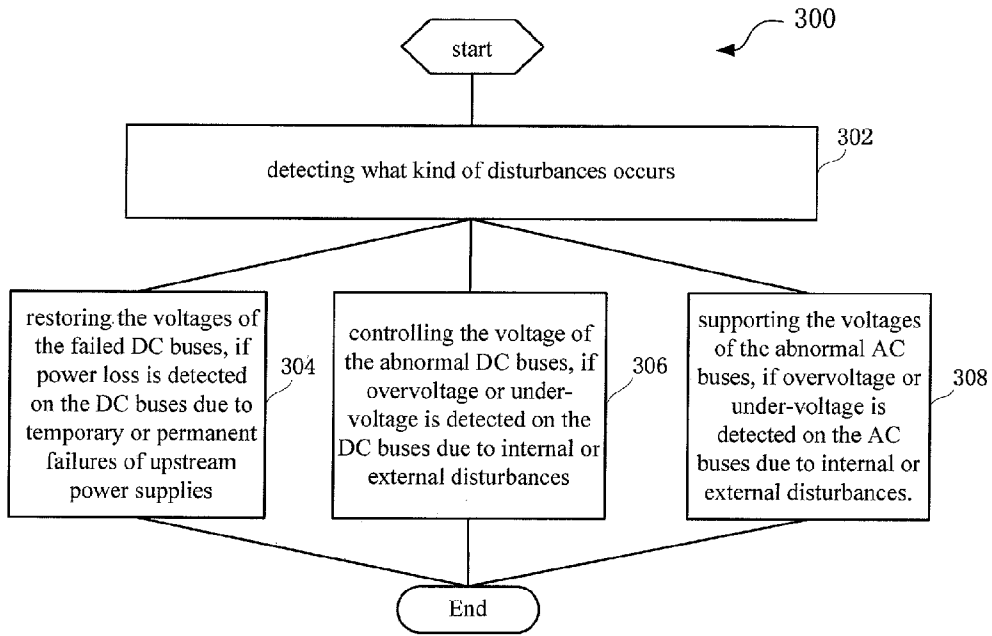 300
start
302
detecting what kind of disturbances occurs
restoring the voltages of
the failed DC buses, if
power loss is detected
on the DC buses due to
temporary or permanent
failures of upstream
power supplies
304
controlling the voltage of
the abnormal DC buses, if
overvoltage or under-
voltage is detected on the
DC buses due to internal or
external disturbances
306
supporting the voltages
of the abnormal AC
buses, if overvoltage or
under-voltage is
detected on the AC
buses due to internal or
external disturbances.
308
End